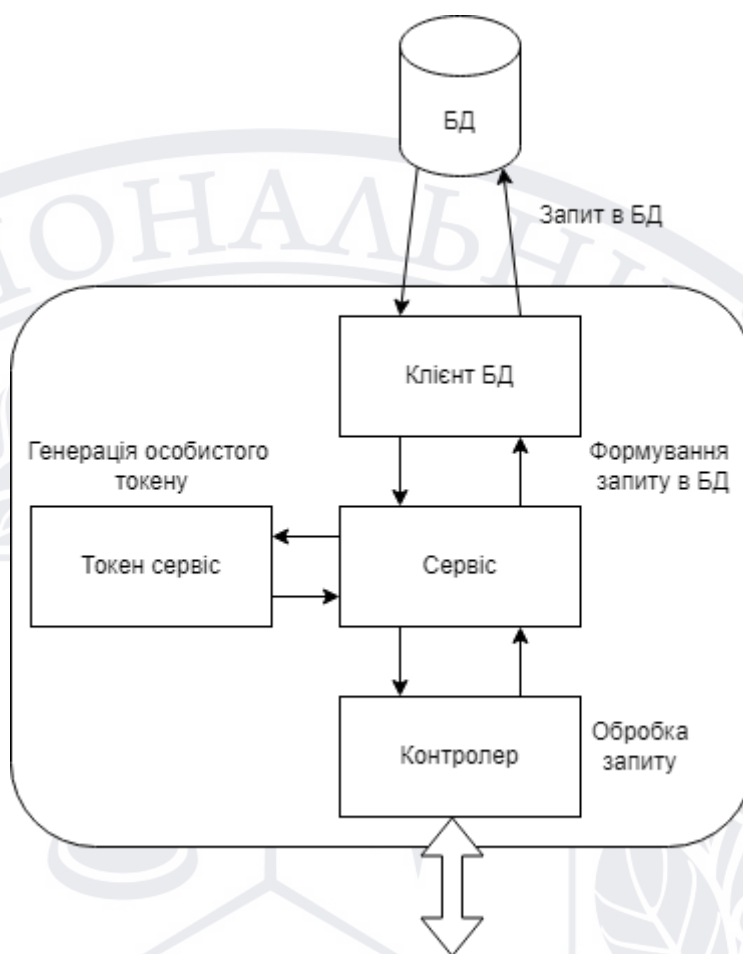 БД
Запит в БД
Клієнт БД
Генерація особистого
токену
Формування
запиту в БД
Токен сервіс
Сервіс
Контролер
Обробка
запиту